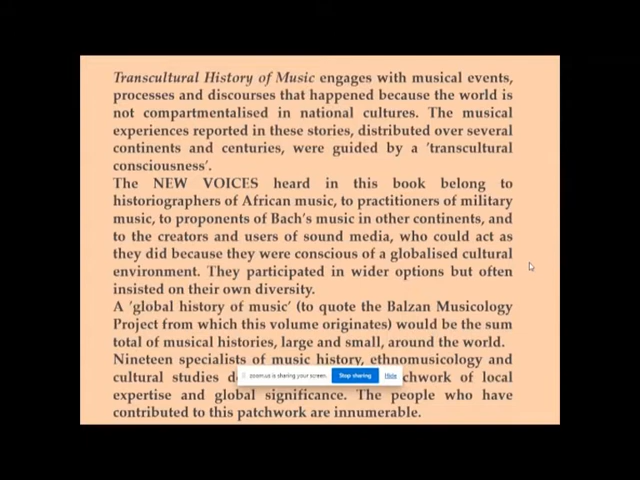 Transcultural History of Music engages with musical events,
processes and discourses that happened because the world is
not compartmentalised in national cultures. The musical
experiences reported in these stories, distributed over several
continents and centuries, were guided by a 'transcultural
consciousness'.
The NEW VOICES heard in this book belong to
historiographers of African music, to practitioners of military
music, to proponents of Bach's music in other continents, and
to the creators and users of sound media, who could act as
they did because they were conscious of a globalised cultural
environment. They participated in wider options but often
insisted on their own diversity.
A 'global history of music' (to quote the Balzan Musicology
Project from which this volume originates) would be the sum
total of musical histories, large and small, around the world.
Nineteen specialists of music history, ethnomusicology and
cultural studies chwork of local
zoom.us is sharing your screen. Stop sharing Hide
expertise and global significance. The people who have
contributed to this patchwork are innumerable.